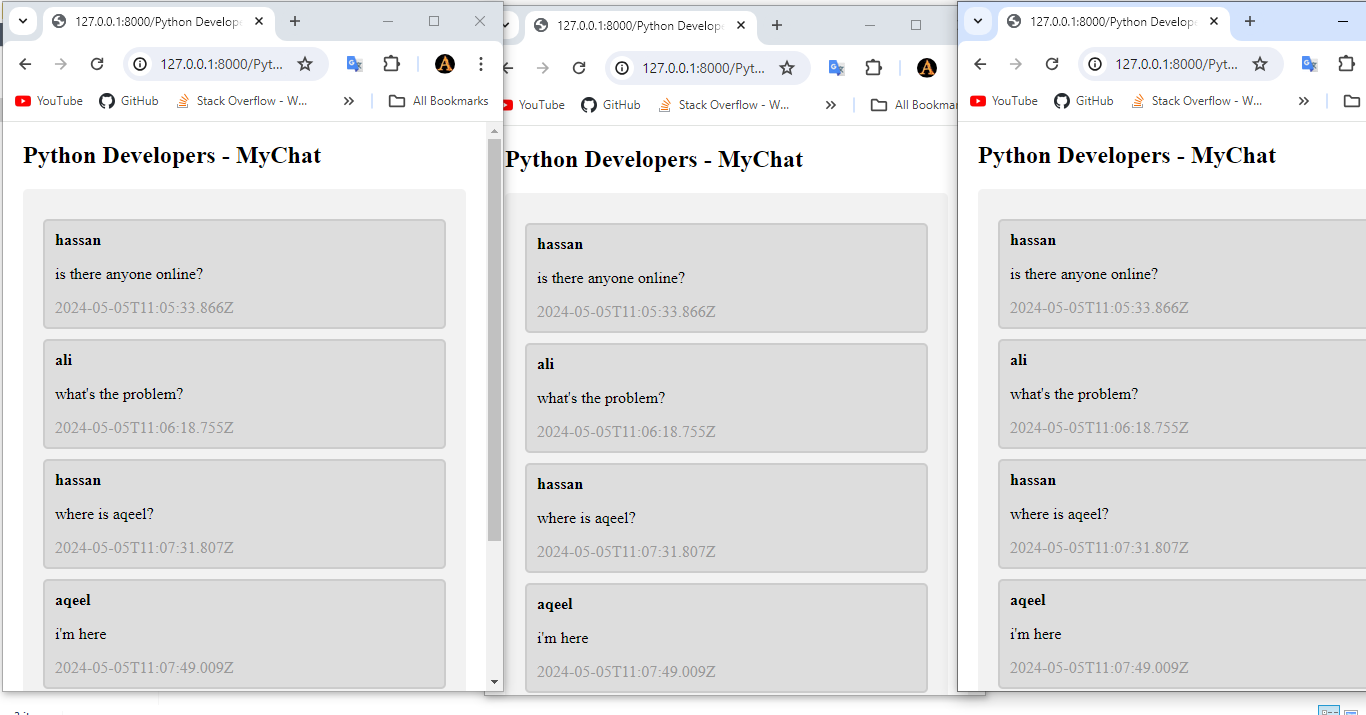 127.0.0.1:8000/Python Develop
127.0.0.1:8000/Pyt...
YouTube
GitHub
Stack Overflow - W...
All Bookmarks
Python Developers - MyChat
hassan
is there anyone online?
2024-05-05T11:05:33.866Z
ali
what's the problem?
2024-05-05T11:06:18.755Z
hassan
where is aqeel?
2024-05-05T11:07:31.807Z
aqeel
i'm here
2024-05-05T11:07:49.009Z
127.0.0.1:8000/Python Develop
127.0.0.1:8000/Pyt...
YouTube
GitHub
Stack Overflow - W...
All Bookma
Python Developers - MyChat
hassan
is there anyone online?
2024-05-05T11:05:33.866Z
ali
what's the problem?
2024-05-05T11:06:18.755Z
hassan
where is aqeel?
2024-05-05T11:07:31.807Z
aqeel
i'm here
2024-05-05T11:07:49.009Z
127.0.0.1:8000/Python Develop
127.0.0.1:8000/Pyt...
YouTube
GitHub
Stack Overflow - W...
Python Developers - MyChat
hassan
is there anyone online?
2024-05-05T11:05:33.866Z
ali
what's the problem?
2024-05-05T11:06:18.755Z
hassan
where is aqeel?
2024-05-05T11:07:31.807Z
aqeel
i'm here
2024-05-05T11:07:49.009Z